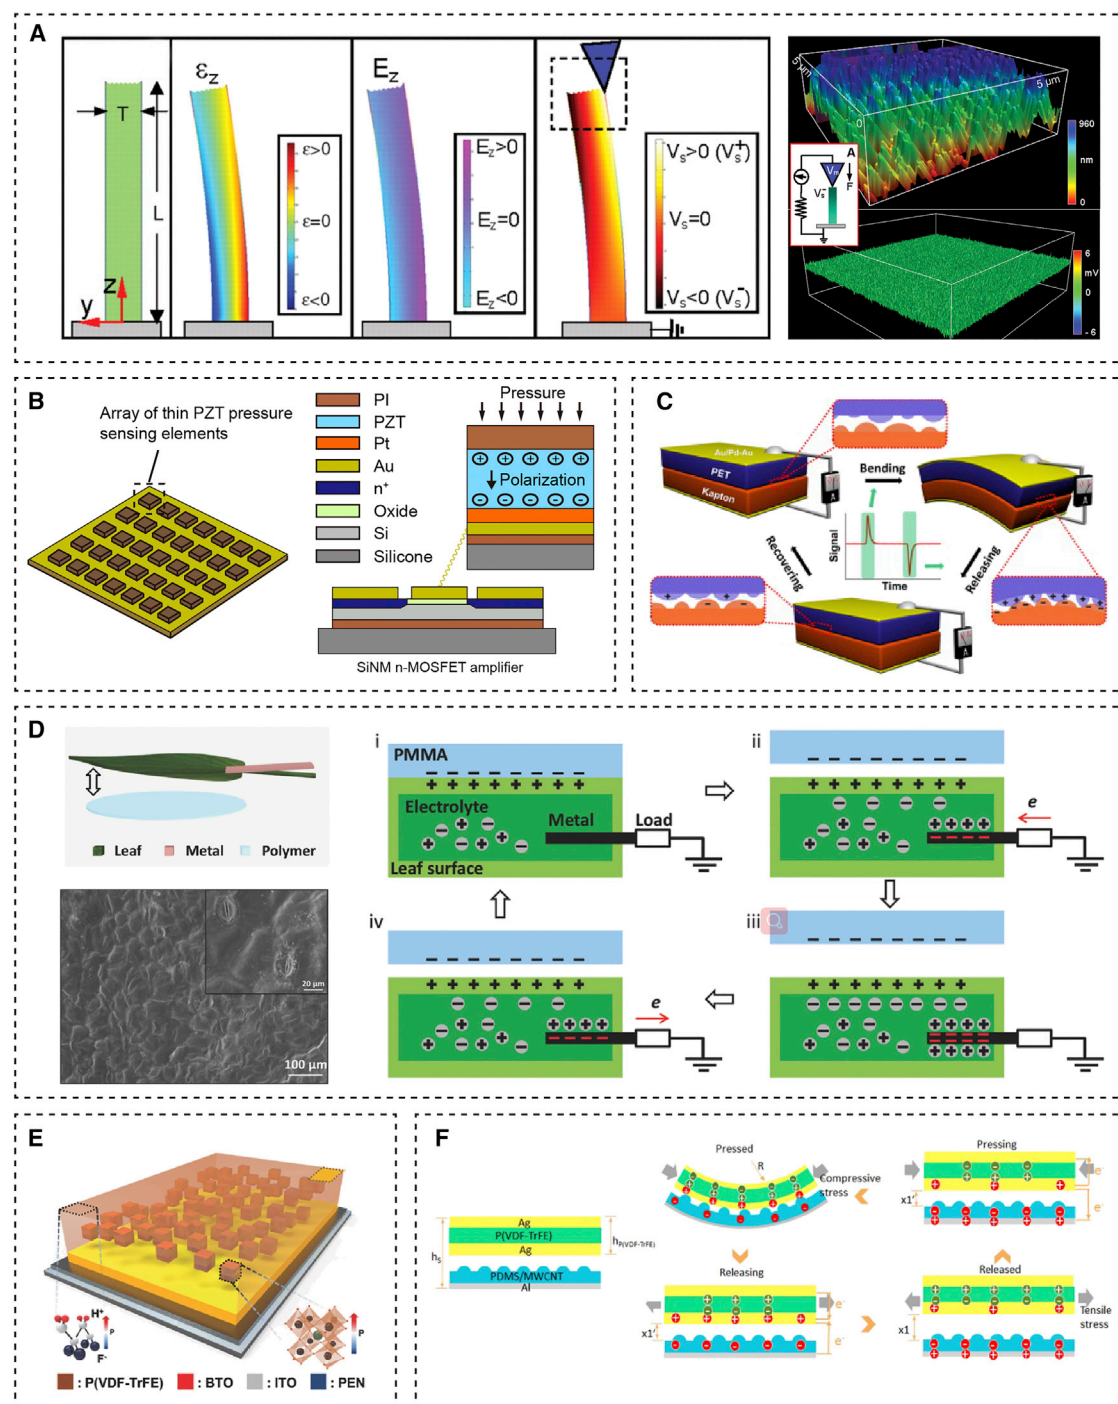 A
T
L
z
y
εz
ε>0
ε=0
ε<0
Ez
Ez>0
Ez=0
Ez<0
Vs>0 (Vs+)
Vs=0
Vs<0 (Vs-)
5 μm
5 μm
0
960
nm
0
A
Vm
F
Vs-
6
mV
0
- 6
B
Array of thin PZT pressure
sensing elements
PI
PZT
Pt
Au
n+
Oxide
Si
Silicone
Pressure
+ + + + +
Polarization
− − − − −
SiNM n-MOSFET amplifier
C
Au/Pd-Au
PET
Kapton
A
Bending
A
Signal
Time
Recovering
Releasing
A
D
Leaf
Metal
Polymer
20 μm
100 μm
i
PMMA
Electrolyte
Metal
Load
Leaf surface
ii
e
iv
e
iii
E
H+
F-
P
P
: P(VDF-TrFE)
: BTO
: ITO
: PEN
F
Ag
P(VDF-TrFE)
Ag
PDMS/MWCNT
Al
hs
hP(VDF-TrFE)
Pressed
R
Compressive
stress
Pressing
x1'
e-
e-
Releasing
x1'
e-
e-
Released
x1
Tensile
stress